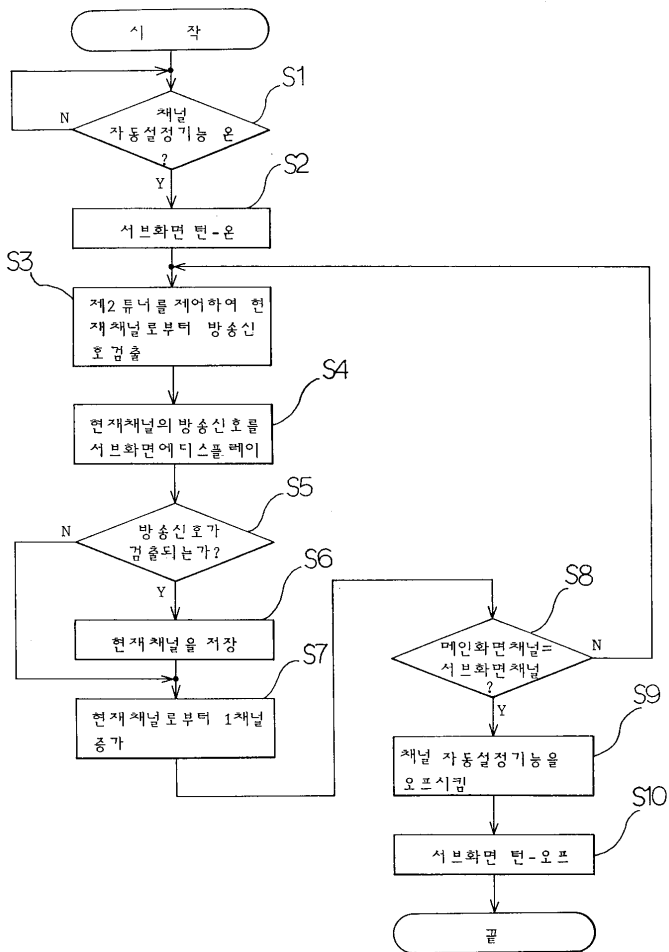 시 작
S1
채널
자동설정기능 온
?
N
Y
S2
서브화면 턴-온
S3
제2튜너를제어하여 현
재채널로부터 방송신
호검출
S4
현재채널의방송신호를
서브화면에디스플레이
S5
방송신호가
검출되는가?
N
Y
S6
현재채널을저장
S7
현재채널로부터 1채널
증가
S8
메인화면채널=
서브화면채널
?
N
Y
S9
채널 자동설정기능을
오프시킴
S10
서브화면 턴-오프
끝